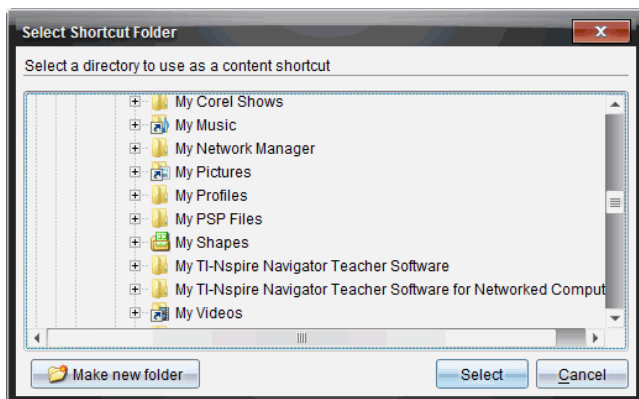 Select Shortcut Folder
Select a directory to use as a content shortcut
My Corel Shows
My Music
My Network Manager
My Pictures
My Profiles
My PSP Files
My Shapes
My TI-Nspire Navigator Teacher Software
My TI-Nspire Navigator Teacher Software for Networked Comput
My Videos
Make new folder
Select
Cancel